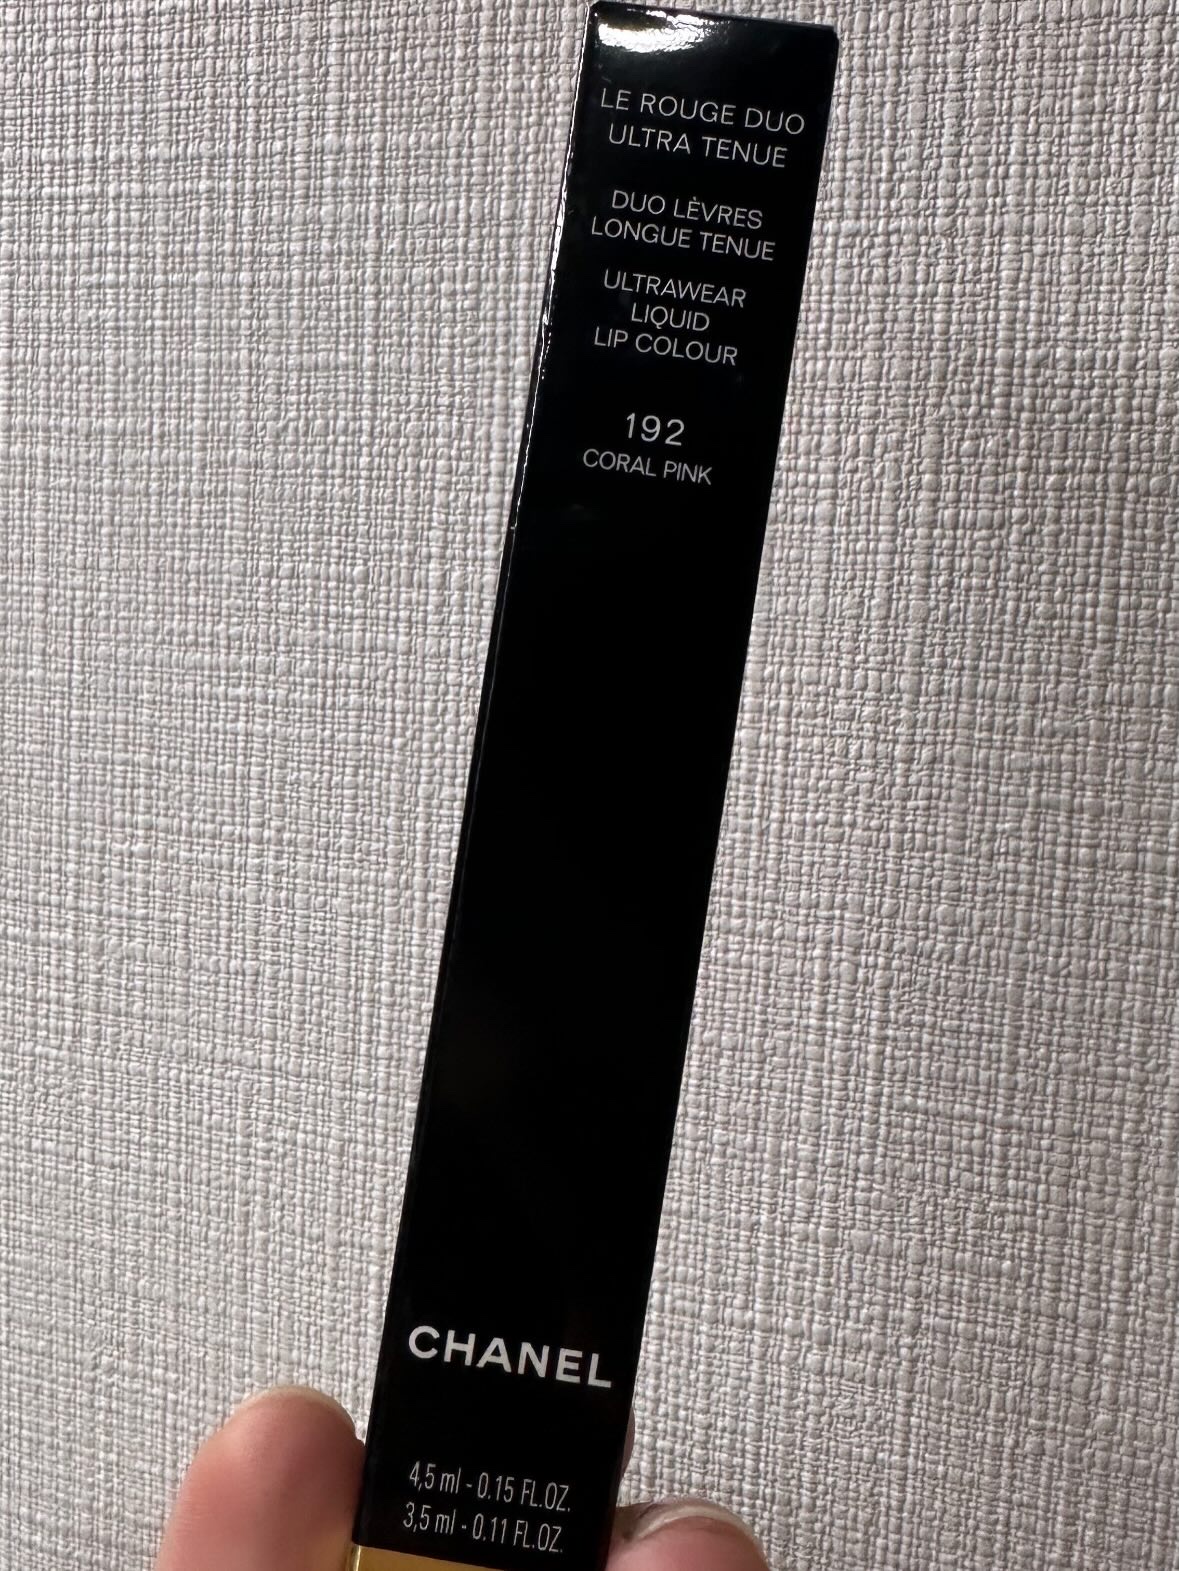 LE ROUGE DUO
ULTRA TENUE
DUO LÈVRES
LONGUE TENUE
ULTRAWEAR
LIQUID
LIP COLOUR
192
CORAL PINK
CHANEL
4,5 ml - 0.15 FL.OZ.
3,5 ml - 0.11 FL.OZ.